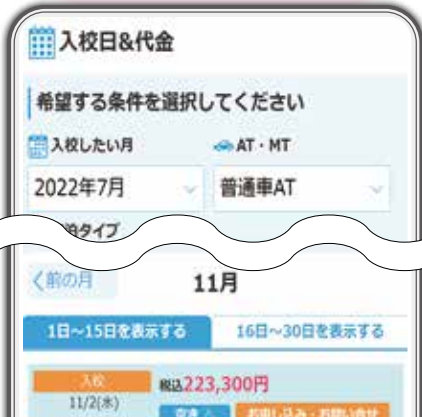 入校日&代金
希望する条件を選択してください
入校したい月 AT・MT
2022年7月 普通車AT
泊タイプ
く前の月 11月
1日〜15日を表示する 16日〜30日を表示する
入校 税込223,300円
11/2(水)
空き△ お申し込み・お問い合せ